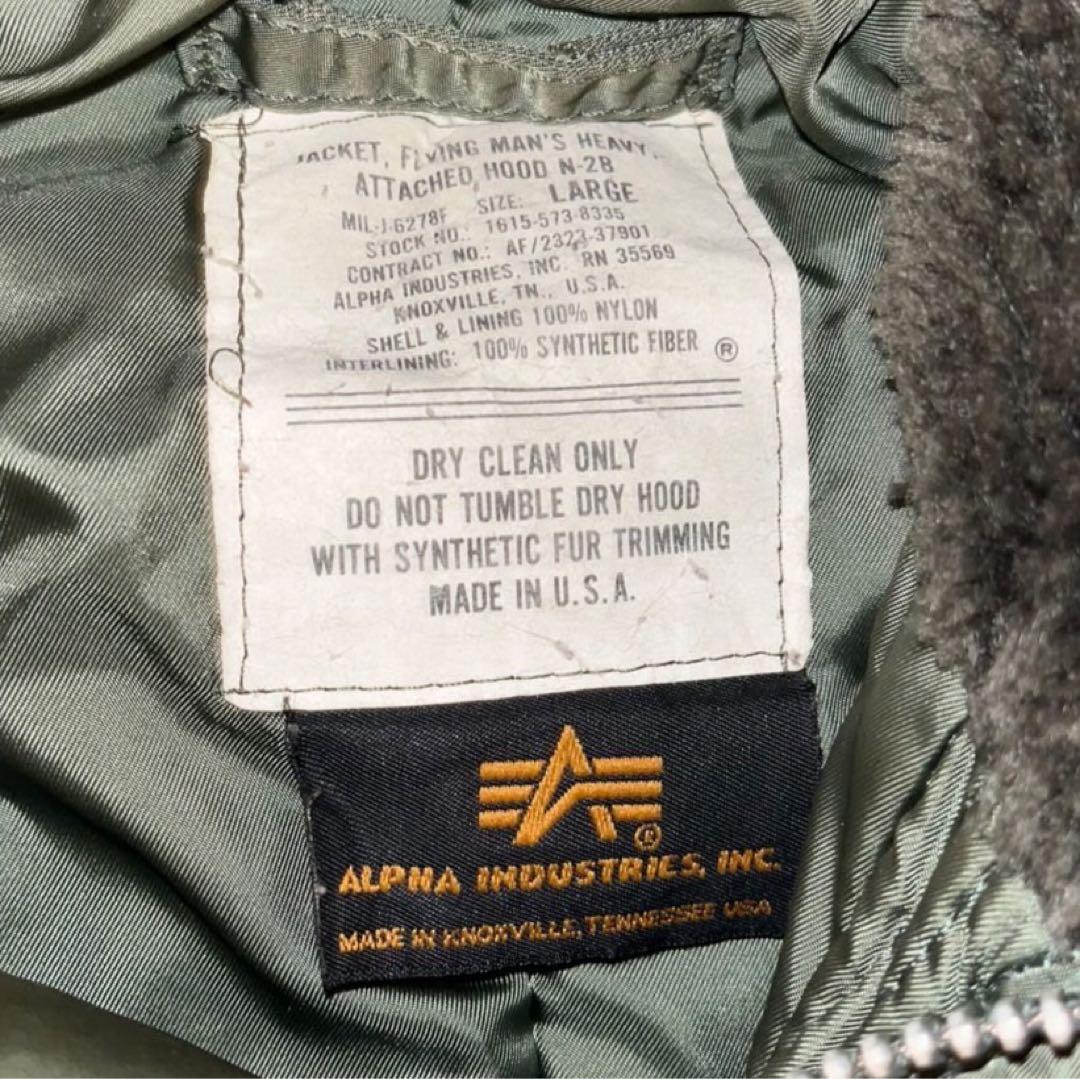 JACKET, FLYING MAN'S HEAVY,
ATTACHED HOOD N-2B
MIL-J-6278F SIZE: LARGE
STOCK NO.: 1615-573-8335
CONTRACT NO.: AF/2323-37901
ALPHA INDUSTRIES, INC. RN 35569
KNOXVILLE, TN., U.S.A.
SHELL & LINING 100% NYLON
INTERLINING: 100% SYNTHETIC FIBER ®
DRY CLEAN ONLY
DO NOT TUMBLE DRY HOOD
WITH SYNTHETIC FUR TRIMMING
MADE IN U.S.A.
®
ALPHA INDUSTRIES, INC.
MADE IN KNOXVILLE, TENNESSEE USA